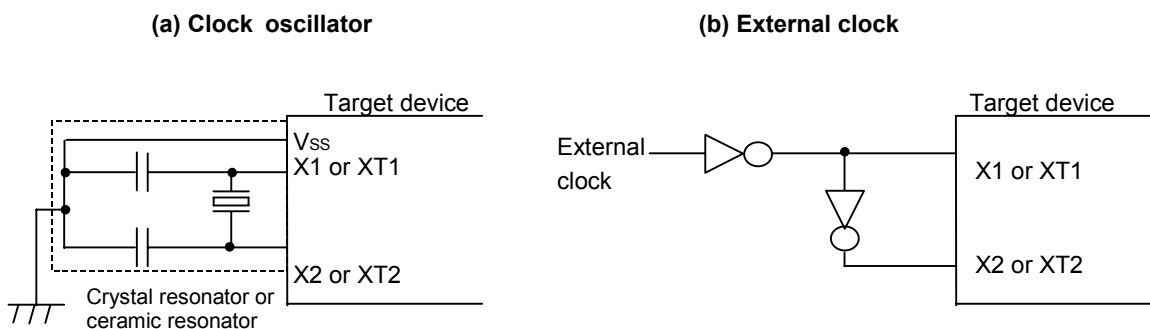 (a) Clock oscillator
Target device
VSS
X1 or XT1
X2 or XT2
Crystal resonator or
ceramic resonator
(b) External clock
Target device
External
clock
X1 or XT1
X2 or XT2